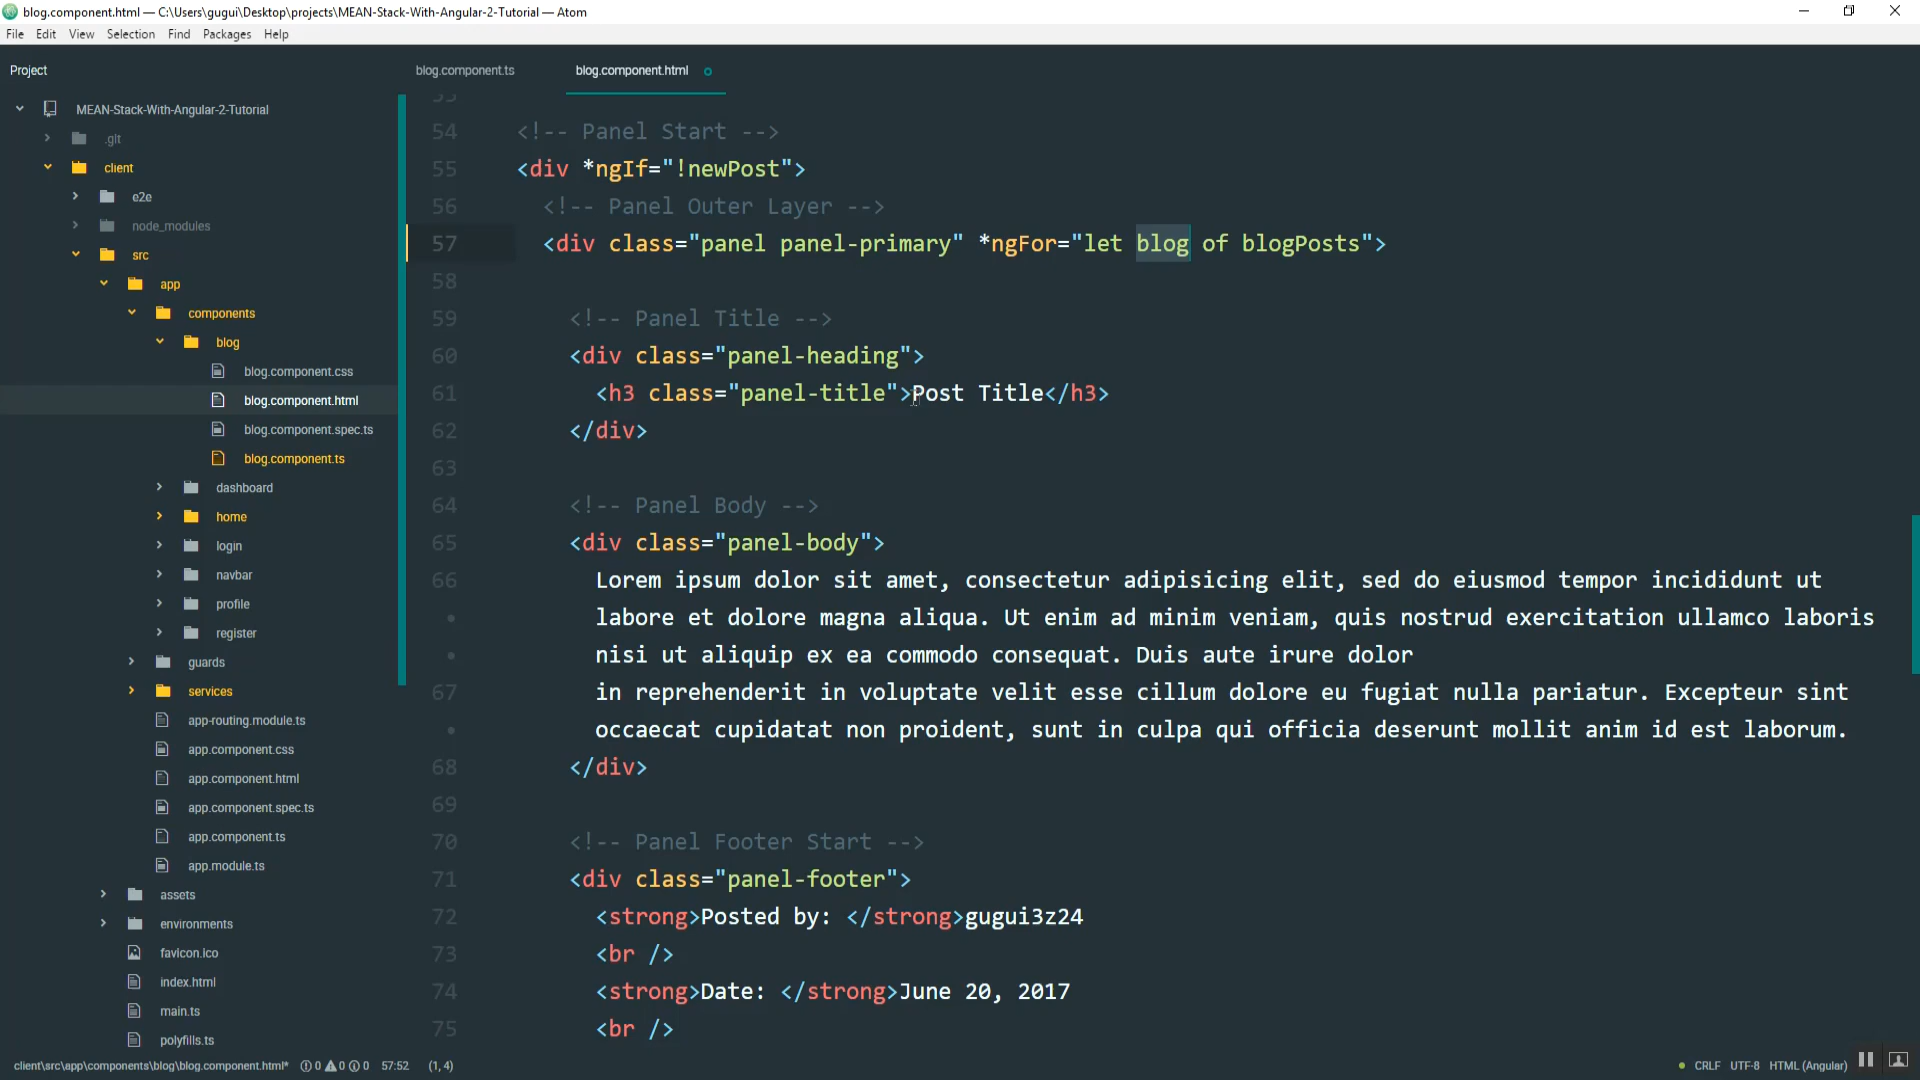 blog.component.html — C:\Users\gugui\Desktop\projects\MEAN-Stack-With-Angular-2-Tutorial — Atom
File Edit View Selection Find Packages Help
Project
MEAN-Stack-With-Angular-2-Tutorial
.git
client
e2e
node_modules
src
app
components
blog
blog.component.css
blog.component.html
blog.component.spec.ts
blog.component.ts
dashboard
home
login
navbar
profile
register
guards
services
app-routing.module.ts
app.component.css
app.component.html
app.component.spec.ts
app.component.ts
app.module.ts
assets
environments
favicon.ico
index.html
main.ts
polyfills.ts
blog.component.ts blog.component.html
54 <!-- Panel Start -->
55 <div *ngIf="!newPost">
56 <!-- Panel Outer Layer -->
57 <div class="panel panel-primary" *ngFor="let blog of blogPosts">
58
59 <!-- Panel Title -->
60 <div class="panel-heading">
61 <h3 class="panel-title">Post Title</h3>
62 </div>
63
64 <!-- Panel Body -->
65 <div class="panel-body">
66 Lorem ipsum dolor sit amet, consectetur adipisicing elit, sed do eiusmod tempor incididunt ut
• labore et dolore magna aliqua. Ut enim ad minim veniam, quis nostrud exercitation ullamco laboris
• nisi ut aliquip ex ea commodo consequat. Duis aute irure dolor
67 in reprehenderit in voluptate velit esse cillum dolore eu fugiat nulla pariatur. Excepteur sint
• occaecat cupidatat non proident, sunt in culpa qui officia deserunt mollit anim id est laborum.
68 </div>
69
70 <!-- Panel Footer Start -->
71 <div class="panel-footer">
72 <strong>Posted by: </strong>gugui3z24
73 <br />
74 <strong>Date: </strong>June 20, 2017
75 <br />
client\src\app\components\blog\blog.component.html* 0 0 0 57:52 (1, 4) CRLF UTF-8 HTML (Angular)